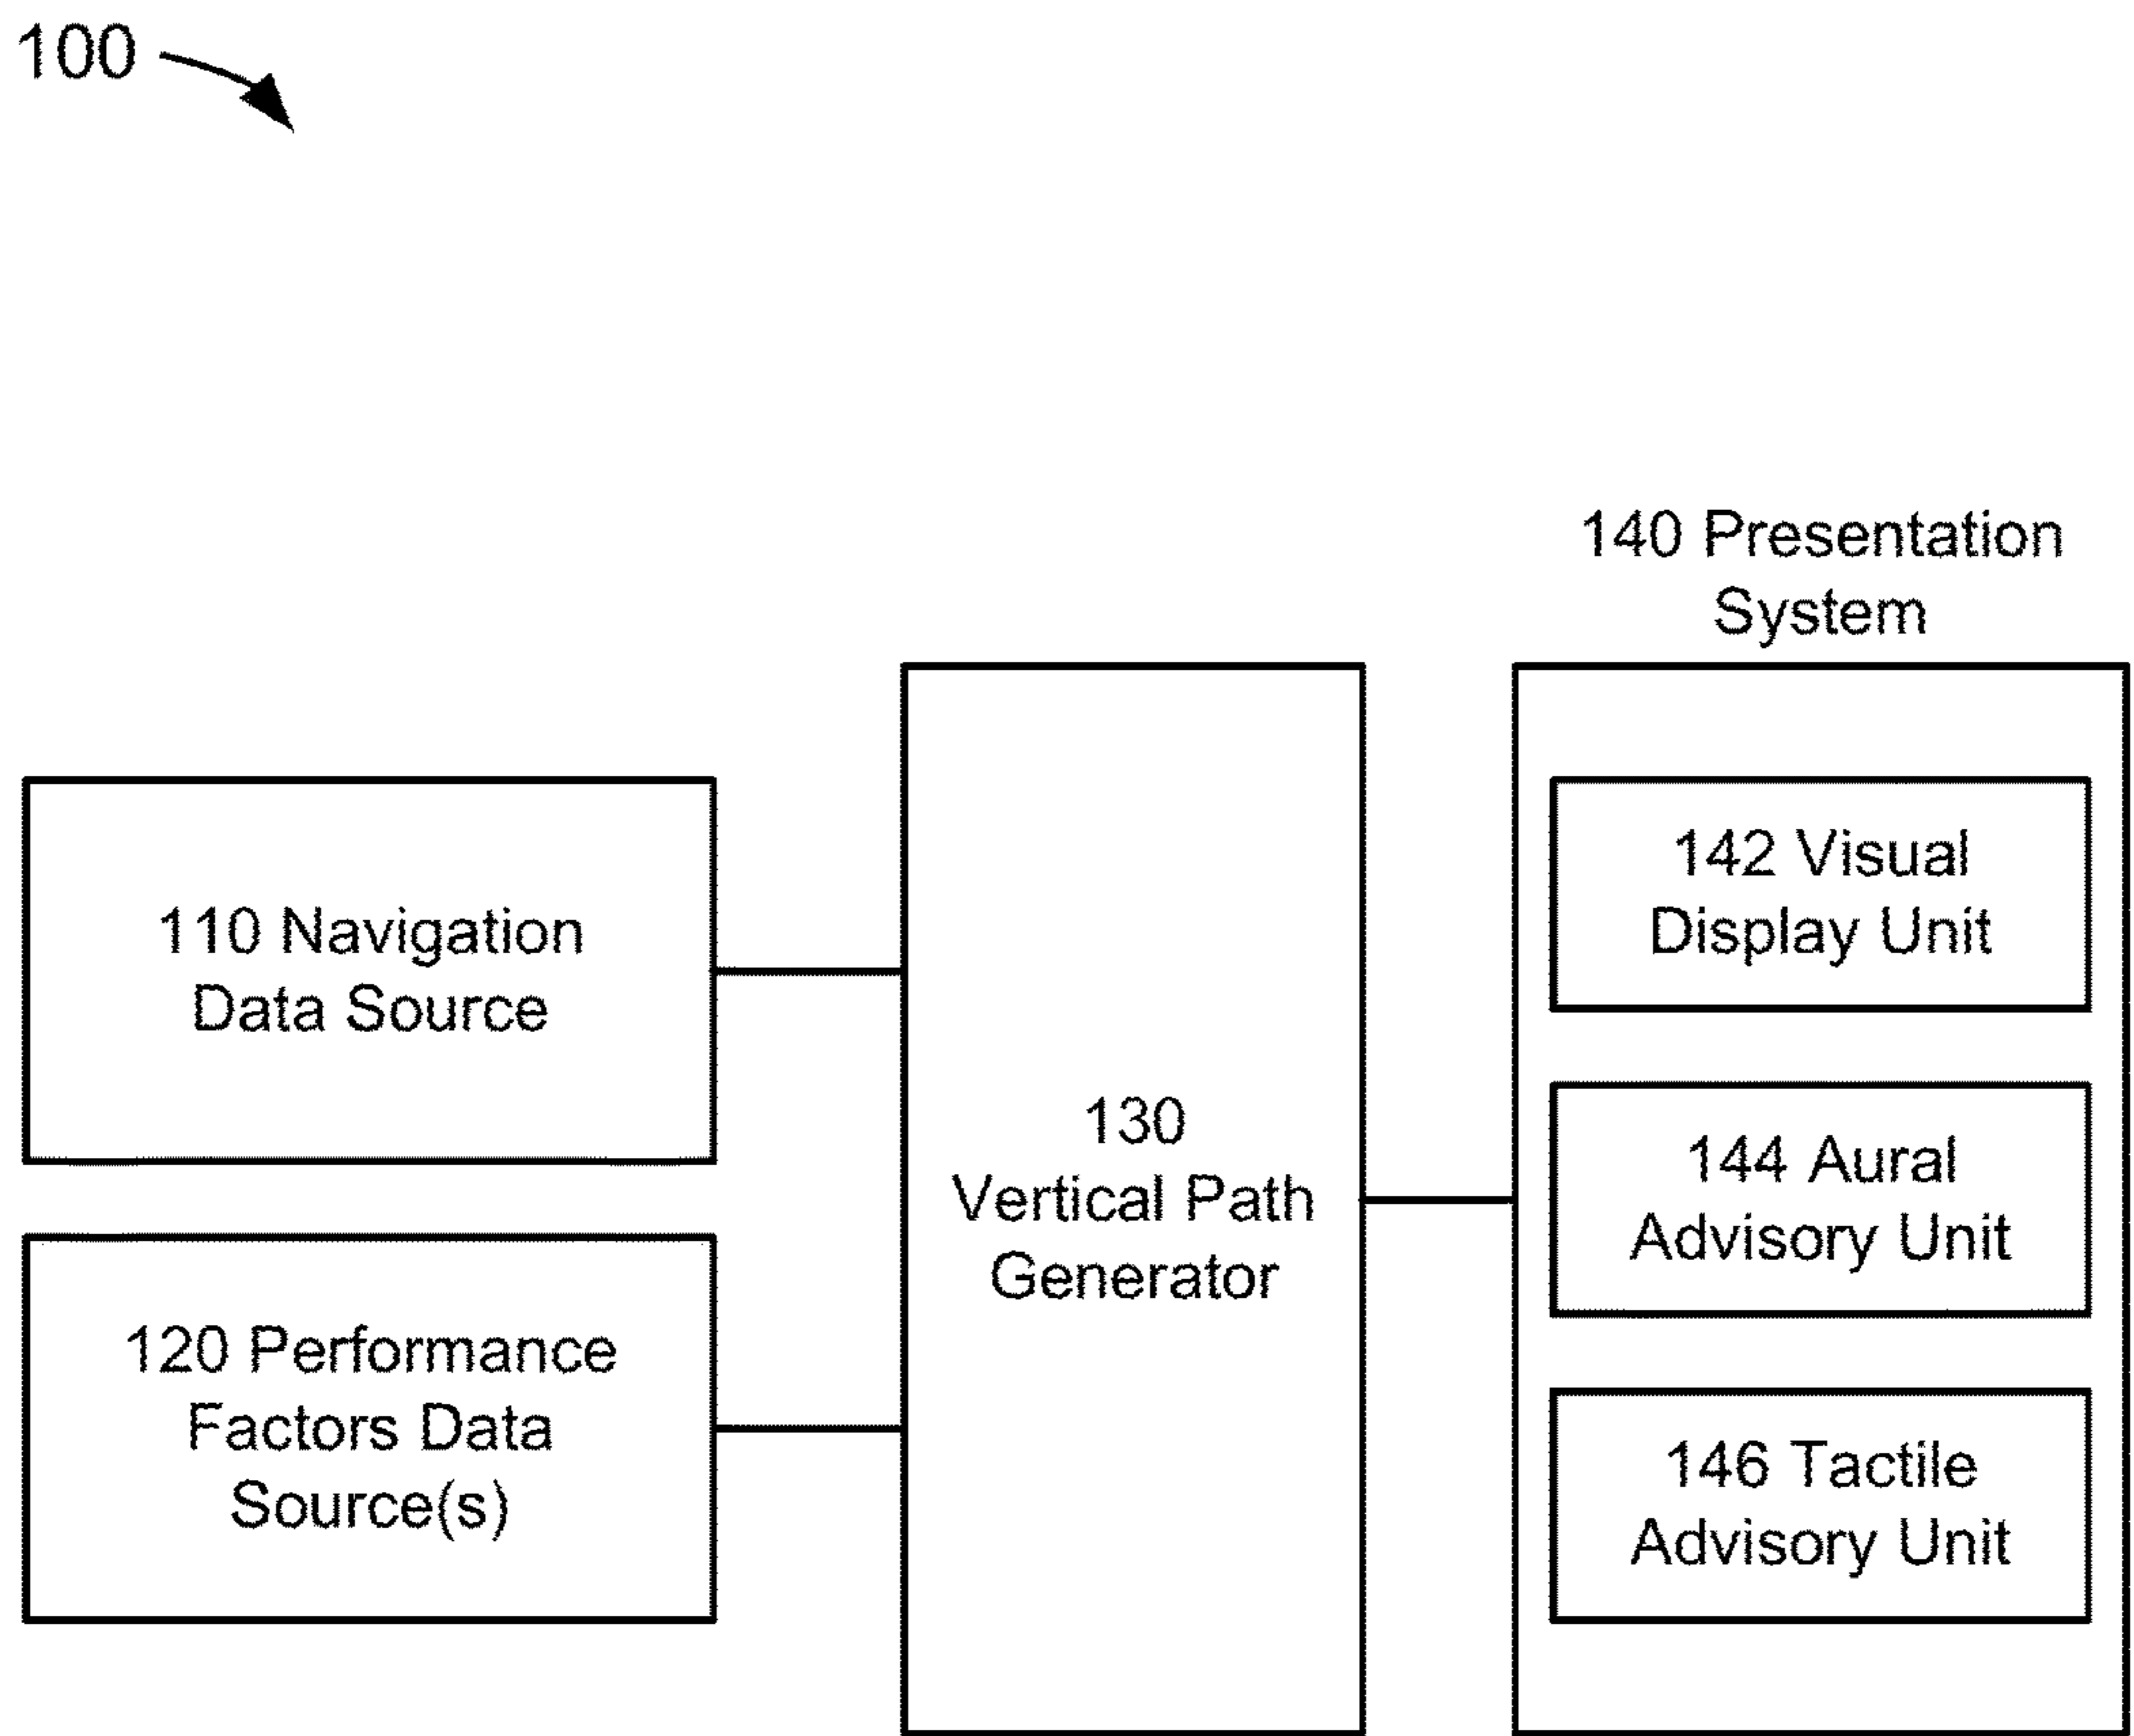 100
140 Presentation
System
110 Navigation
Data Source
120 Performance
Factors Data
Source(s)
130
Vertical Path
Generator
142 Visual
Display Unit
144 Aural
Advisory Unit
146 Tactile
Advisory Unit